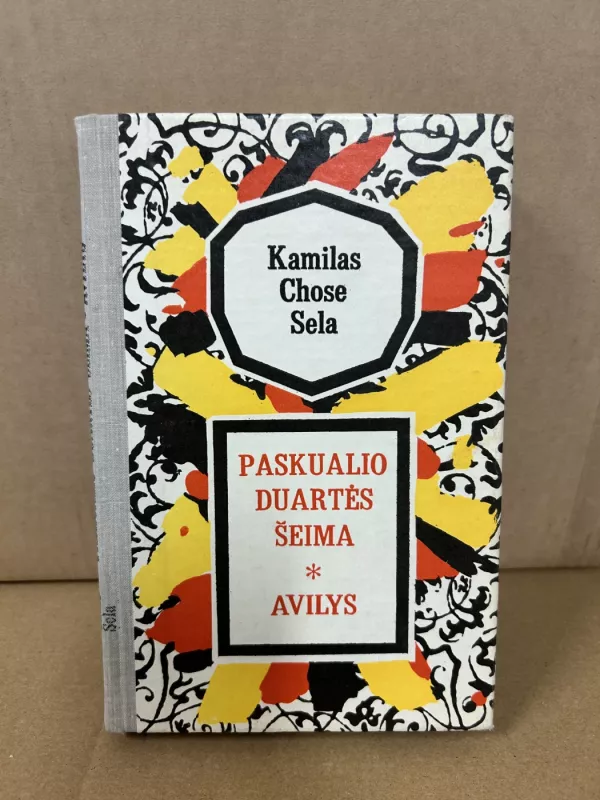 Kamilas
Chose
Sela
PASKUALIO
DUARTĖS
ŠEIMA
*
AVILYS
Sela